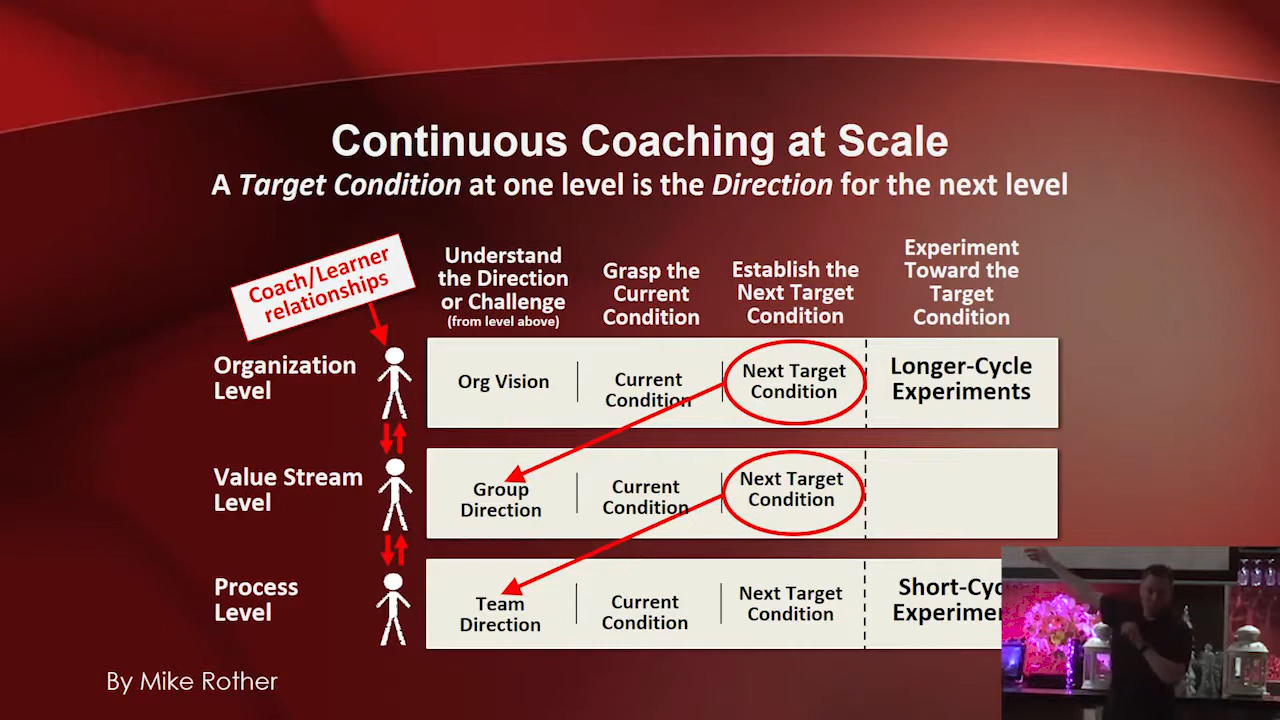 Continuous Coaching at Scale
A Target Condition at one level is the Direction for the next level
Coach/Learner
relationships
Understand
the Direction
or Challenge
(from level above)
Grasp the
Current
Condition
Establish the
Next Target
Condition
Experiment
Toward the
Target
Condition
Organization
Level
Org Vision
Current
Condition
Next Target
Condition
Longer-Cycle
Experiments
Value Stream
Level
Group
Direction
Current
Condition
Next Target
Condition
Process
Level
Team
Direction
Current
Condition
Next Target
Condition
By Mike Rother